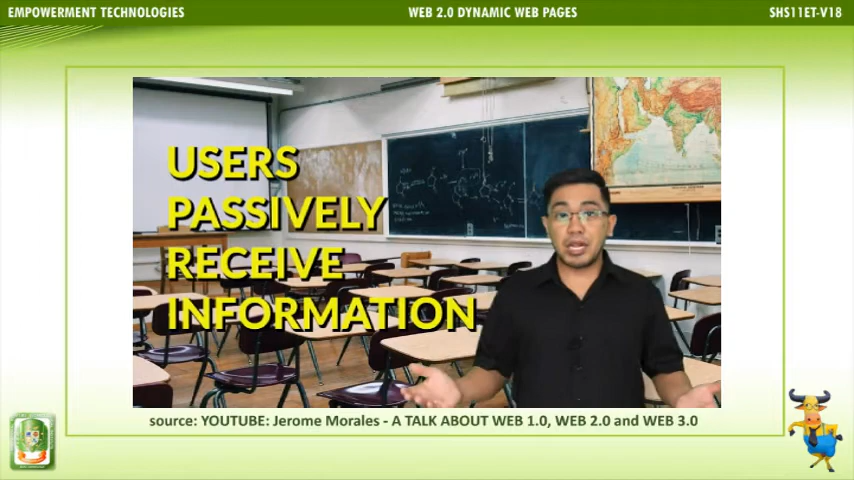 EMPOWERMENT TECHNOLOGIES
WEB 2.0 DYNAMIC WEB PAGES
SHS11ET-V18
USERS
PASSIVELY
RECEIVE
INFORMATION
source: YOUTUBE: Jerome Morales - A TALK ABOUT WEB 1.0, WEB 2.0 and WEB 3.0